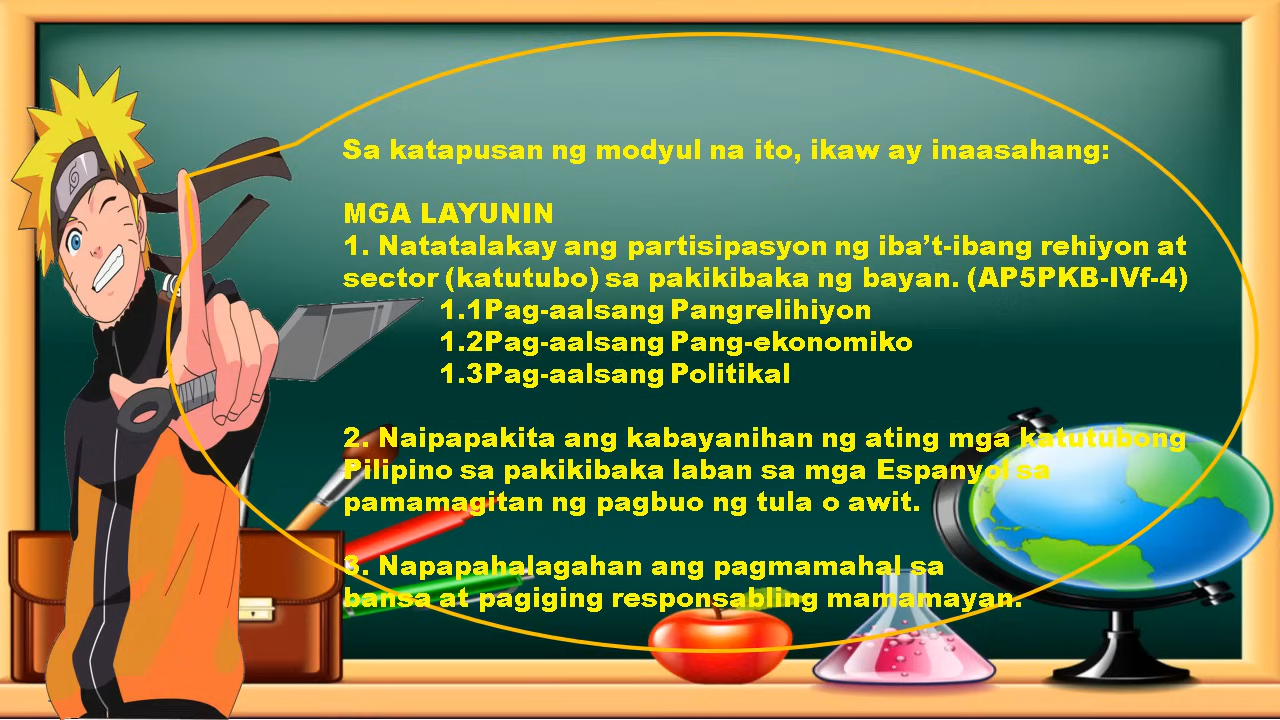 Sa katapusan ng modyul na ito, ikaw ay inaasahang:
MGA LAYUNIN
1. Natatalakay ang partisipasyon ng iba’t-ibang rehiyon at
sector (katutubo) sa pakikibaka ng bayan. (AP5PKB-IVf-4)
1.1Pag-aalsang Pangrelihiyon
1.2Pag-aalsang Pang-ekonomiko
1.3Pag-aalsang Politikal
2. Naipapakita ang kabayanihan ng ating mga katutubong
Pilipino sa pakikibaka laban sa mga Espanyol sa
pamamagitan ng pagbuo ng tula o awit.
3. Napapahalagahan ang pagmamahal sa
bansa at pagiging responsabling mamamayan.